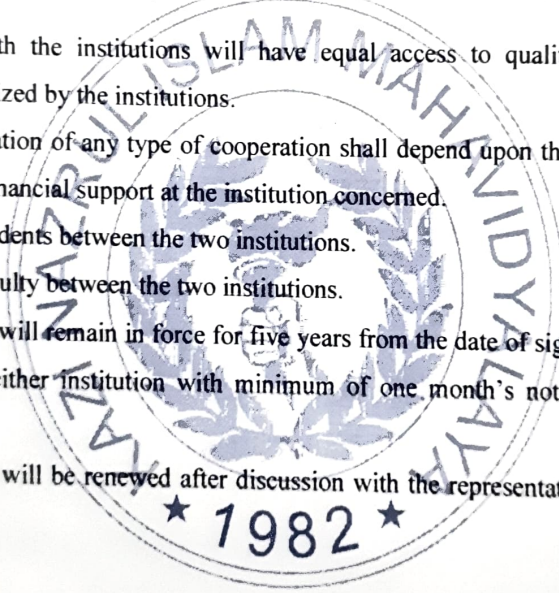 th the institutions will have equal access to quali
zed by the institutions.
ation of any type of cooperation shall depend upon th
nancial support at the institution concerned.
dents between the two institutions.
ulty between the two institutions.
will remain in force for five years from the date of sig
either institution with minimum of one month's not
will be renewed after discussion with the representat
KAZI NAZRUL ISLAM MAHAVIDYALAYA
★ 1982 ★